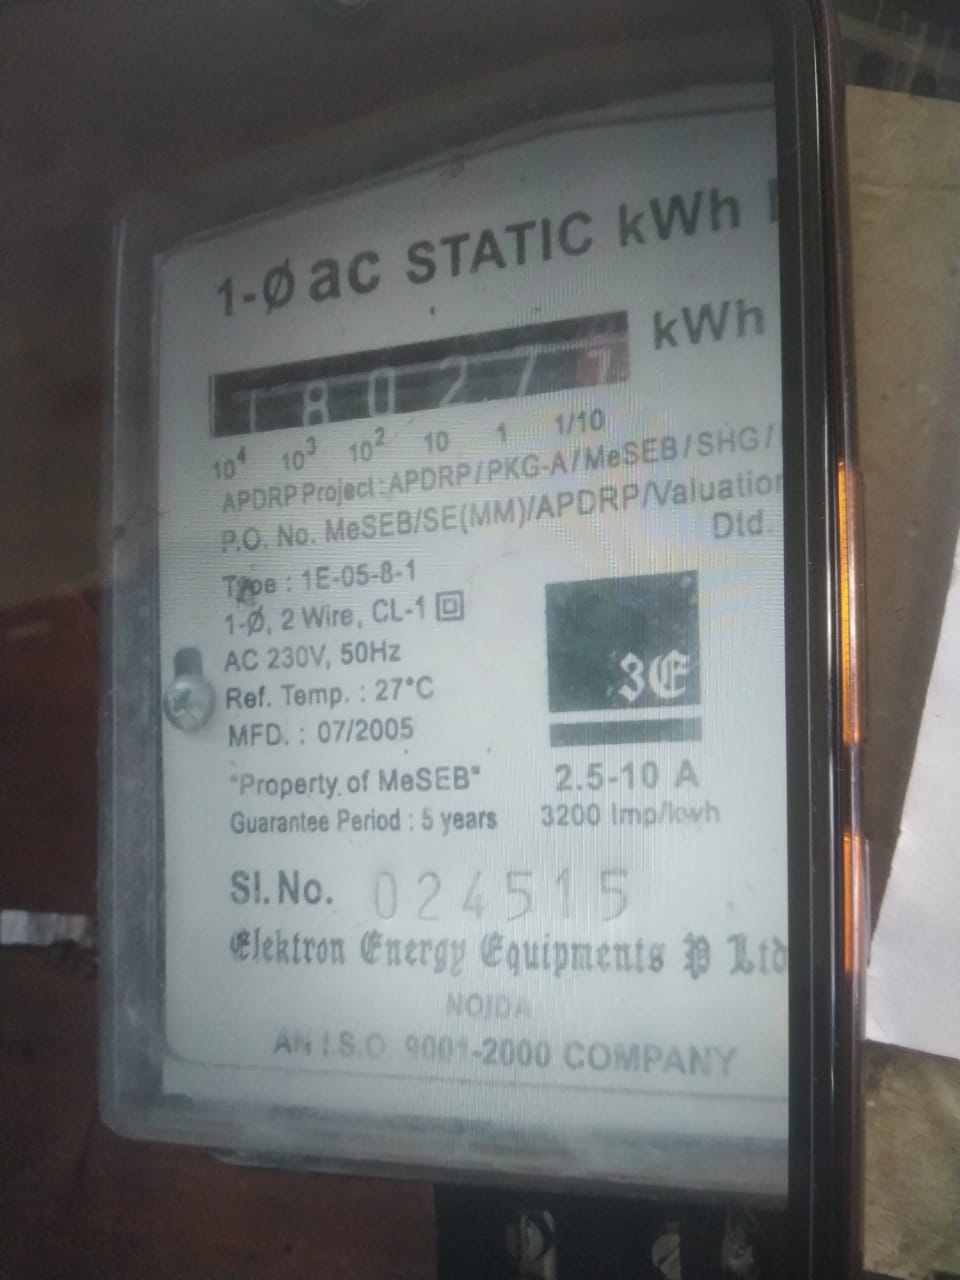 1-Ø ac STATIC kWh
8 0 2 7
kWh
10⁴ 10³ 10² 10 1 1/10
APDRP Project : APDRP/PKG-A/MeSEB/SHG/
P.O. No. MeSEB/SE(MM)/APDRP/Valuation
Dtd.
Type : 1E-05-8-1
1-Ø, 2 Wire, CL-1
AC 230V, 50Hz
Ref. Temp. : 27°C
MFD. : 07/2005
3E
"Property of MeSEB" 2.5-10 A
Guarantee Period : 5 years 3200 Imp/kwh
Sl. No. 024515
Elektron Energy Equipments P Ltd
NOIDA
AN I.S.O. 9001-2000 COMPANY